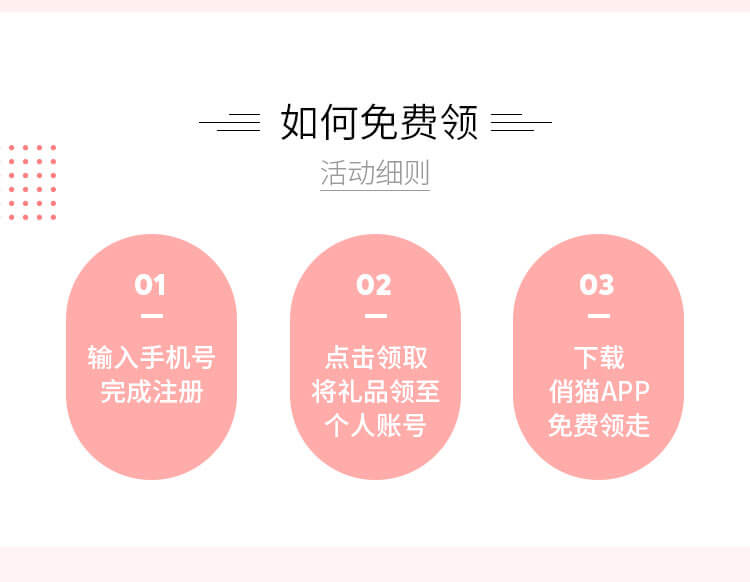 如何免费领
活动细则
01
输入手机号
完成注册
02
点击领取
将礼品领至
个人账号
03
下载
俏猫APP
免费领走